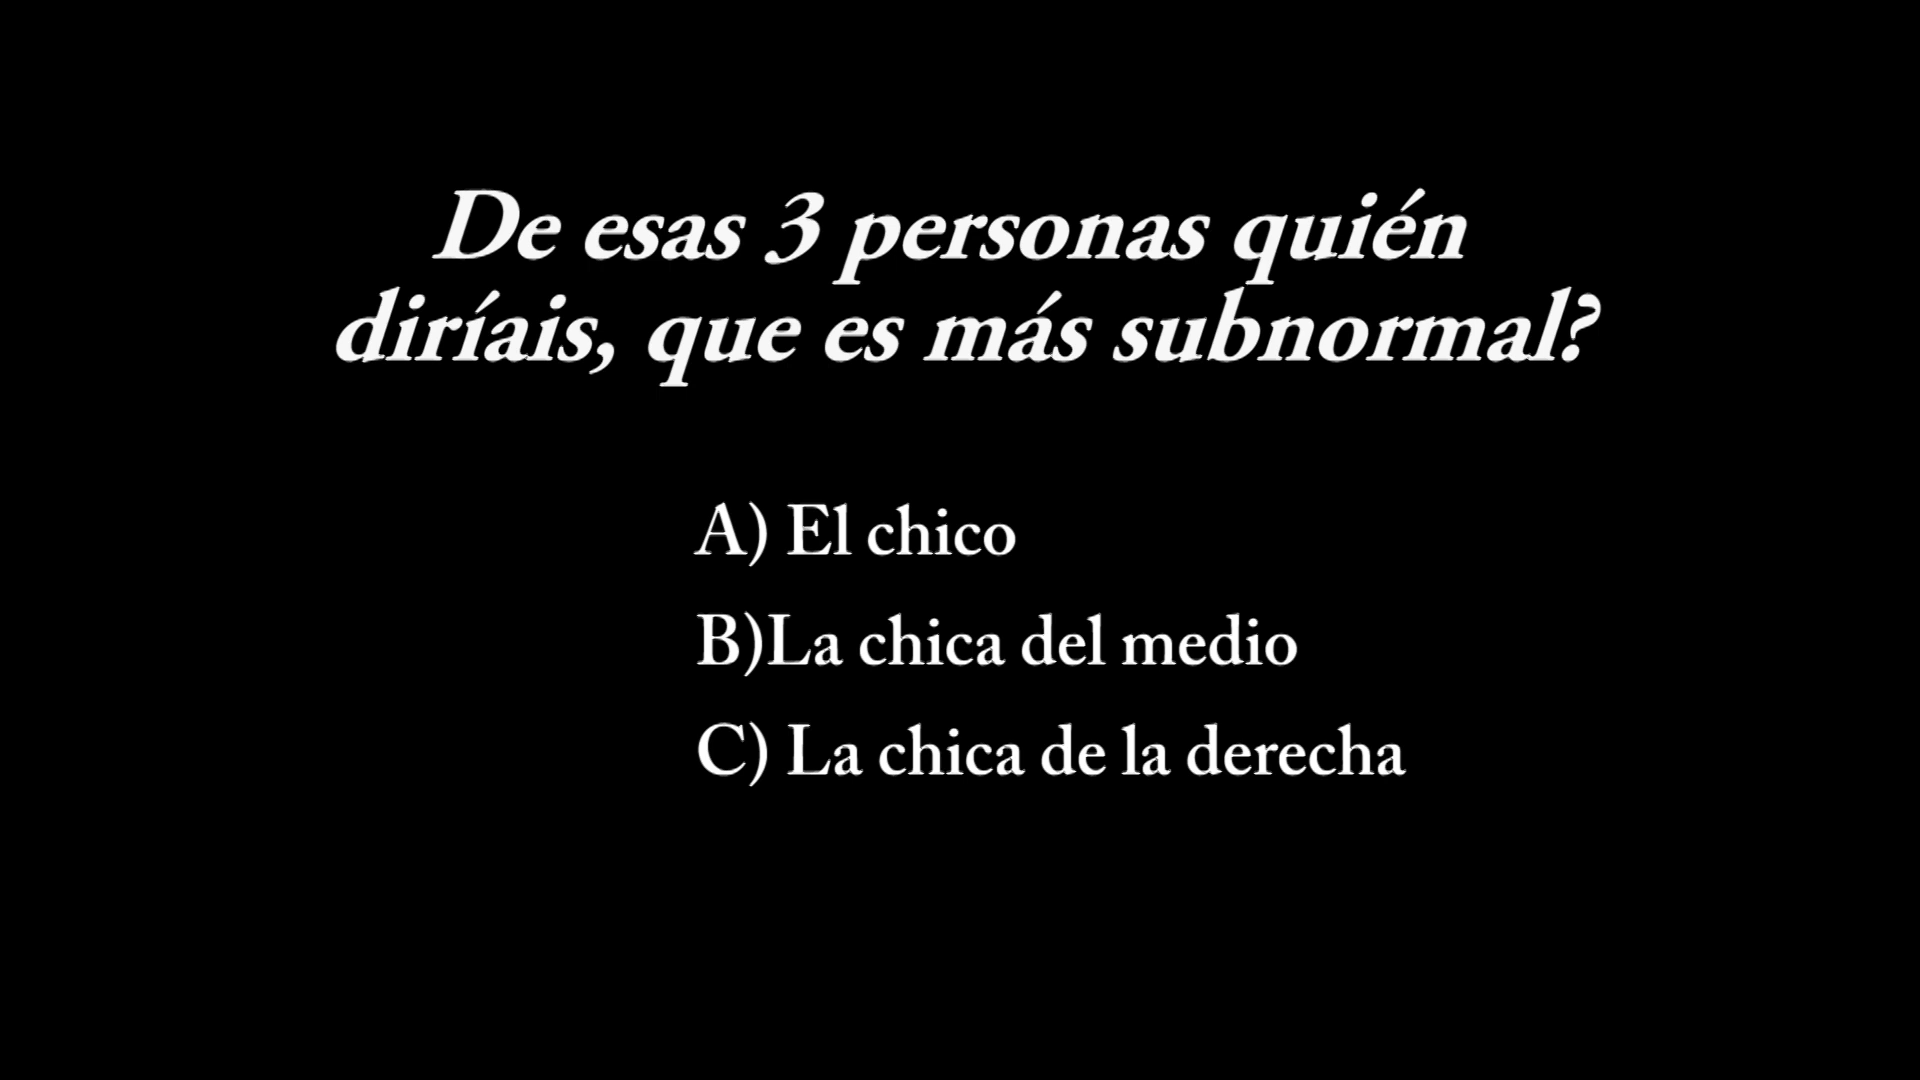 De esas 3 personas quién
diríais, que es más subnormal?
A) El chico
B)La chica del medio
C) La chica de la derecha